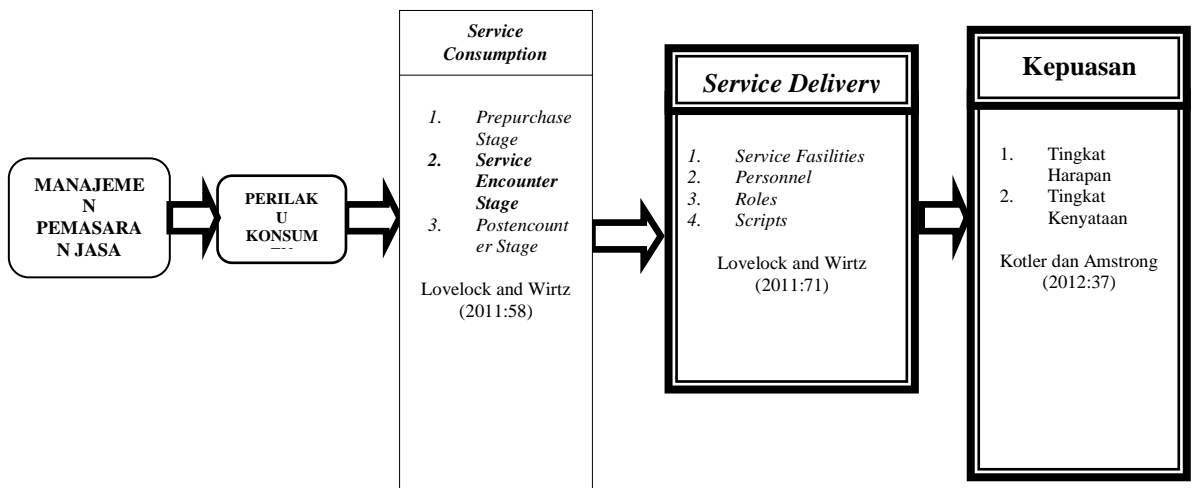 MANAJEME
N
PEMASARA
N JASA
PERILAK
U
KONSUM
Service
Consumption
1. Prepurchase
Stage
2. Service
Encounter
Stage
3. Postencount
er Stage
Lovelock and Wirtz
(2011:58)
Service Delivery
1. Service Fasilities
2. Personnel
3. Roles
4. Scripts
Lovelock and Wirtz
(2011:71)
Kepuasan
1. Tingkat
Harapan
2. Tingkat
Kenyataan
Kotler dan Amstrong
(2012:37)